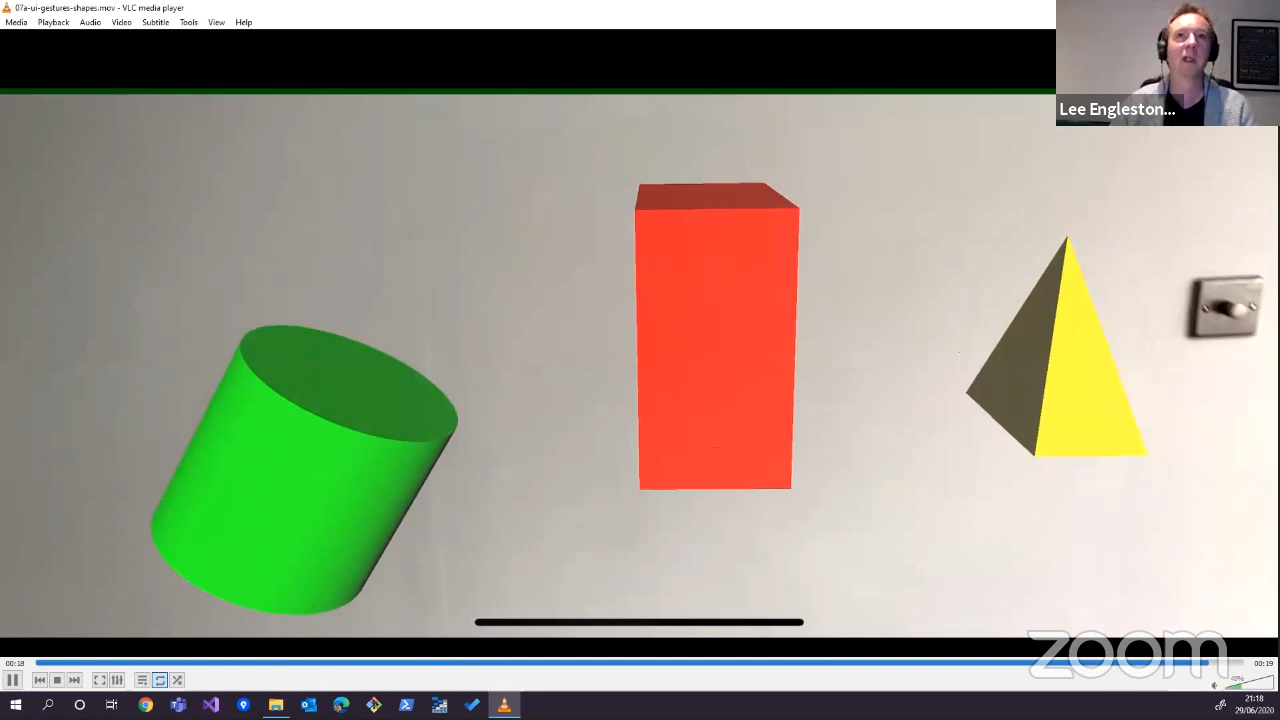 07a-ui-gestures-shapes.mov - VLC media player
Media Playback Audio Video Subtitle Tools View Help
Lee Engleston...
zoom
00:18
00:19
40%
21:18
29/06/2020